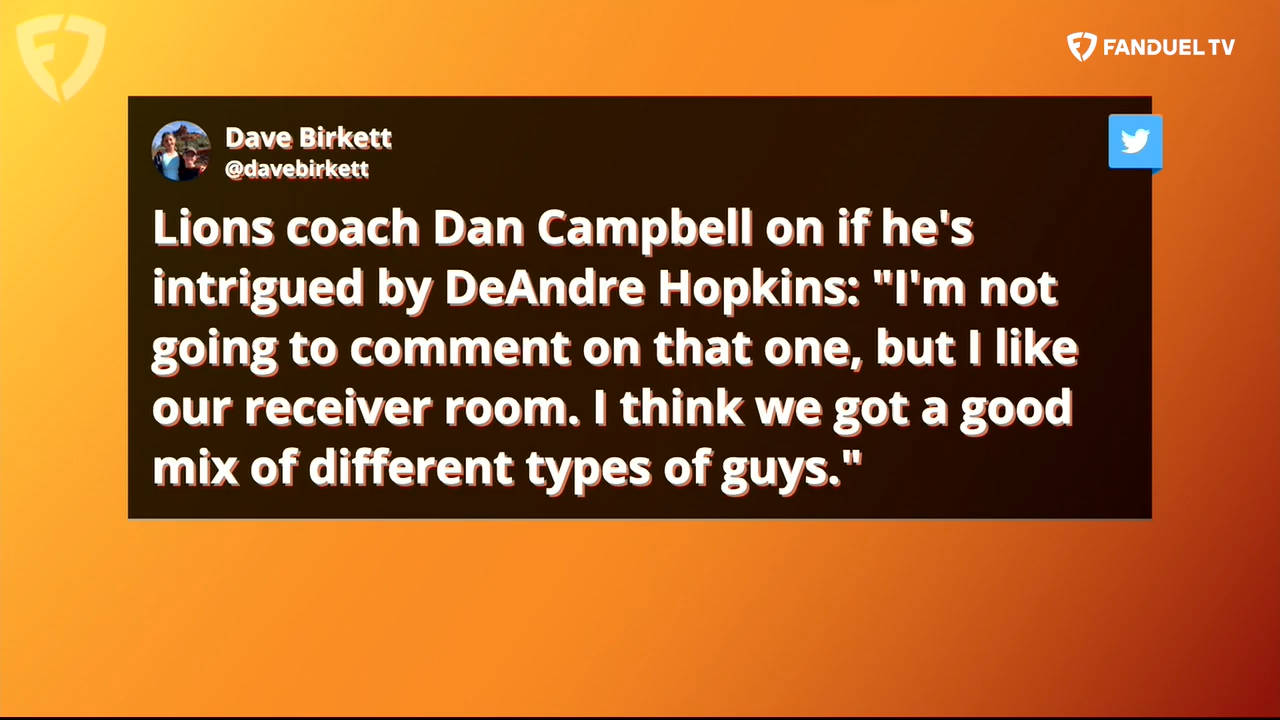 FANDUEL TV
Dave Birkett
@davebirkett
Lions coach Dan Campbell on if he's
intrigued by DeAndre Hopkins: "I'm not
going to comment on that one, but I like
our receiver room. I think we got a good
mix of different types of guys."